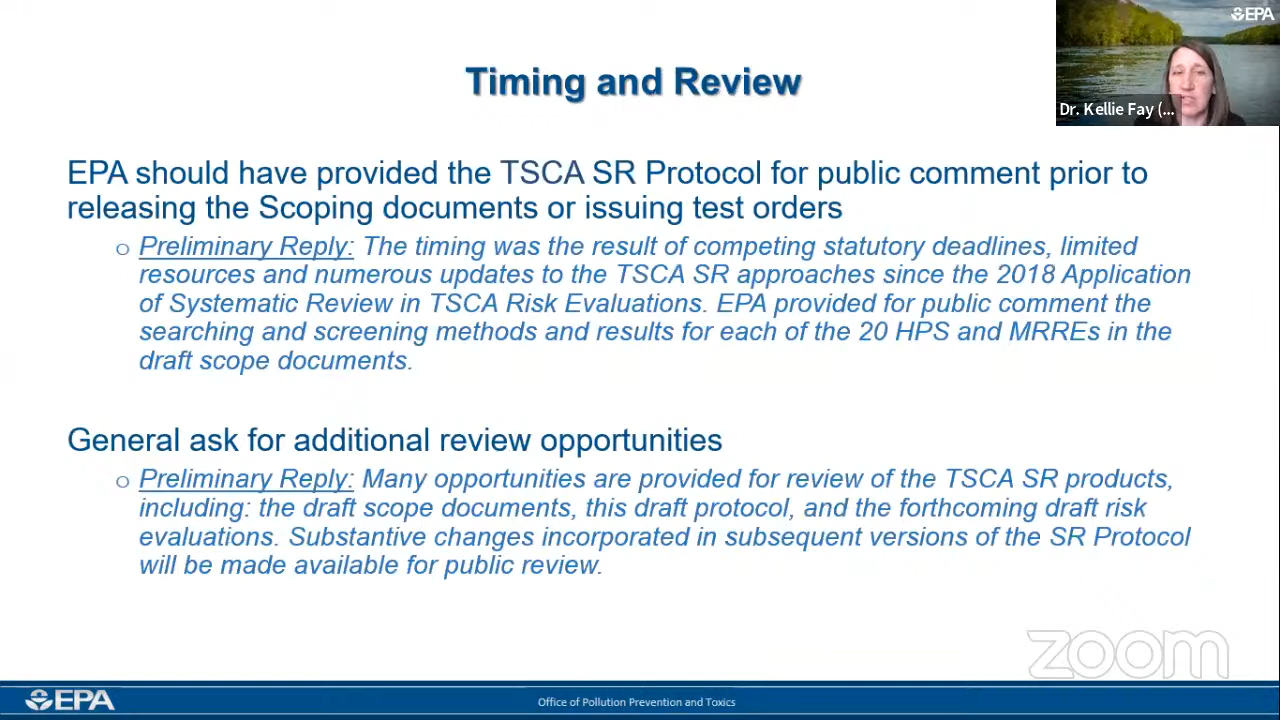 EPA
Dr. Kellie Fay (...
Timing and Review
EPA should have provided the TSCA SR Protocol for public comment prior to
releasing the Scoping documents or issuing test orders
o Preliminary Reply: The timing was the result of competing statutory deadlines, limited
resources and numerous updates to the TSCA SR approaches since the 2018 Application
of Systematic Review in TSCA Risk Evaluations. EPA provided for public comment the
searching and screening methods and results for each of the 20 HPS and MRREs in the
draft scope documents.
General ask for additional review opportunities
o Preliminary Reply: Many opportunities are provided for review of the TSCA SR products,
including: the draft scope documents, this draft protocol, and the forthcoming draft risk
evaluations. Substantive changes incorporated in subsequent versions of the SR Protocol
will be made available for public review.
zoom
EPA
Office of Pollution Prevention and Toxics